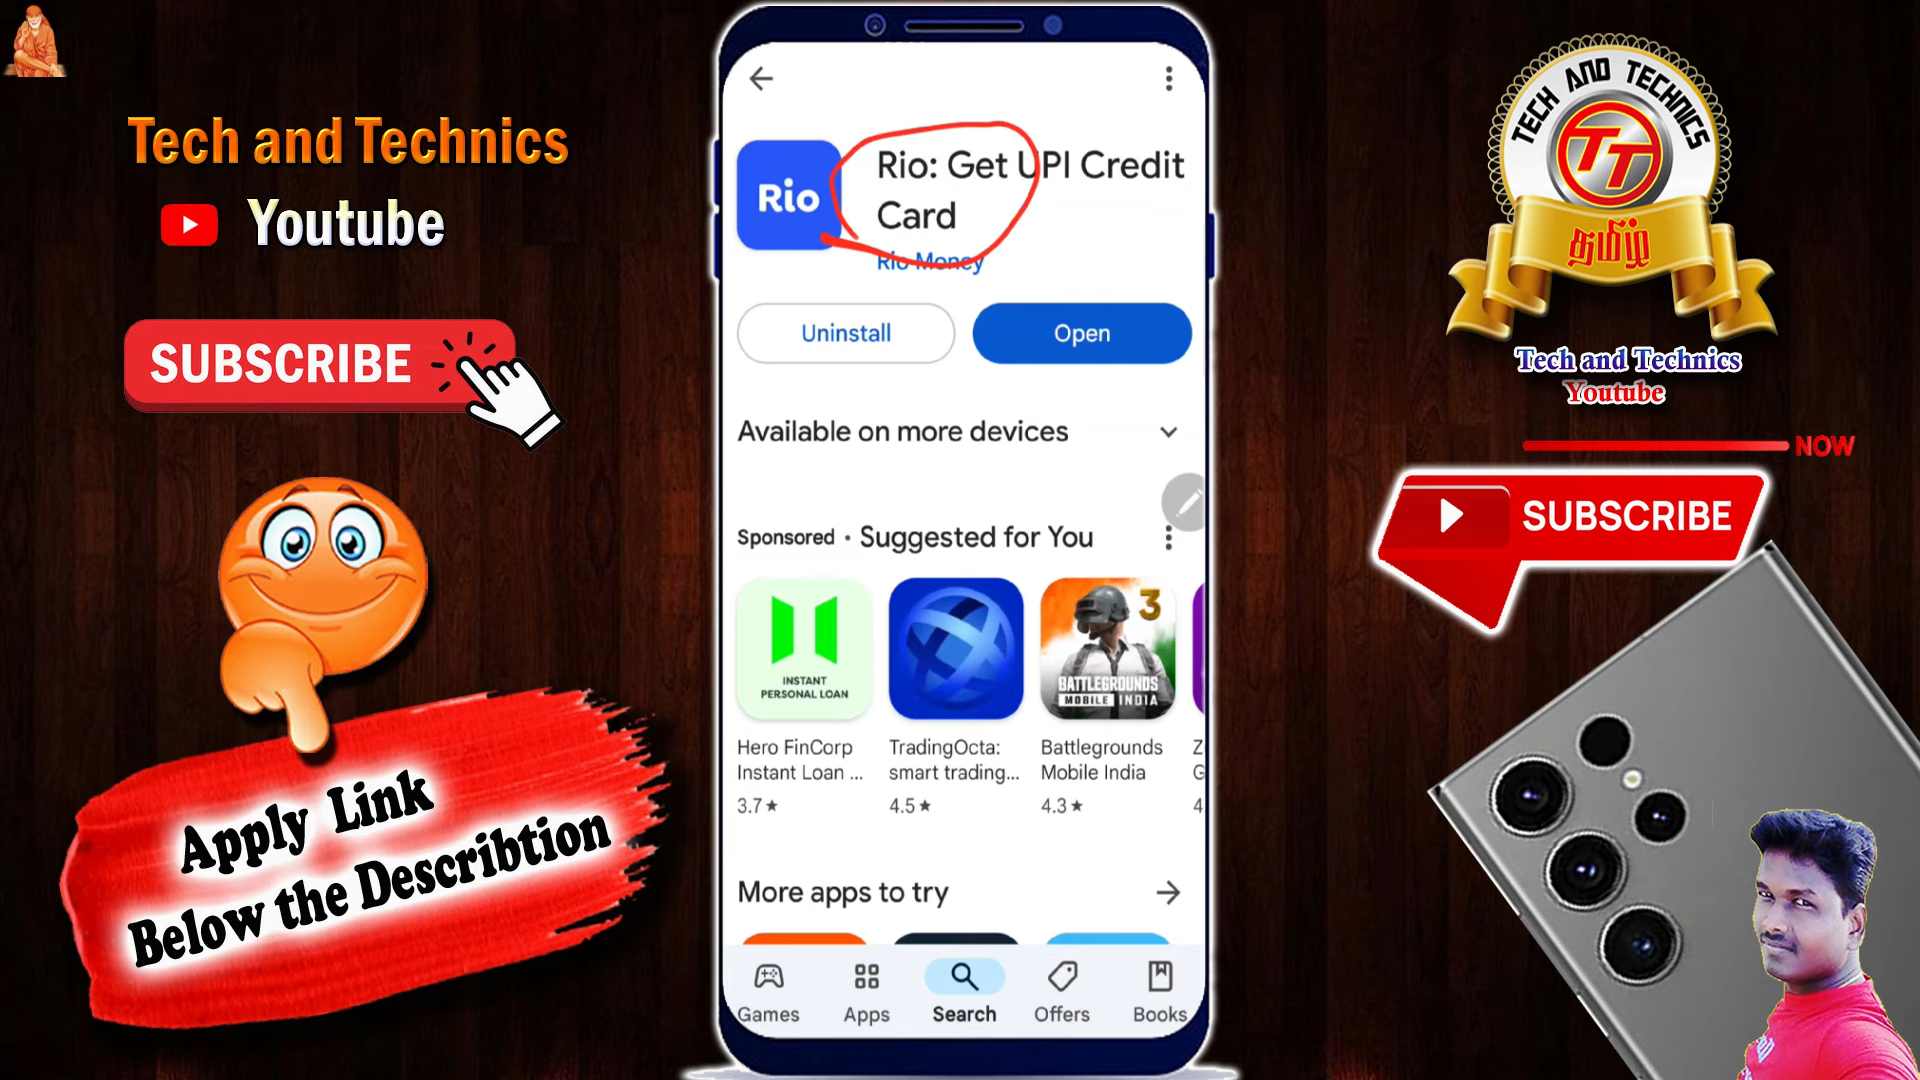 Tech and Technics
Youtube
SUBSCRIBE
Apply Link
Below the Describtion
Rio
Rio: Get UPI Credit
Card
Rio Money
Uninstall
Open
Available on more devices
Sponsored • Suggested for You
INSTANT
PERSONAL LOAN
3
BATTLEGROUNDS
MOBILE INDIA
Hero FinCorp
Instant Loan ...
3.7 ★
TradingOcta:
smart trading...
4.5 ★
Battlegrounds
Mobile India
4.3 ★
Z
G
4
More apps to try
Games
Apps
Search
Offers
Books
TECH AND TECHNICS
TT
தமிழ்
Tech and Technics
Youtube
NOW
SUBSCRIBE